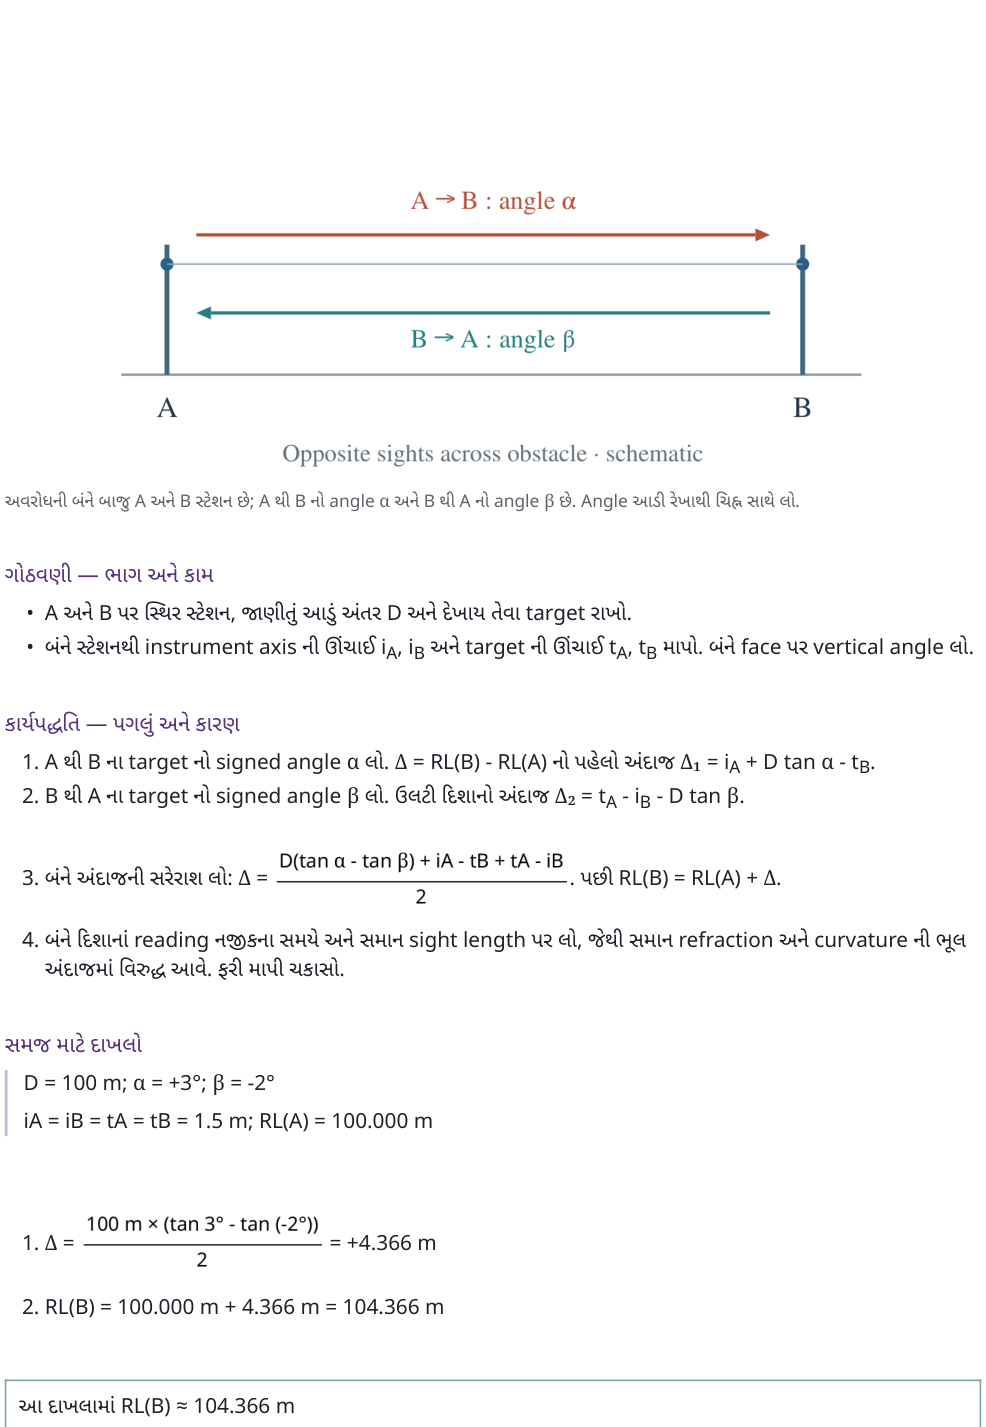 A → B : angle α
B → A : angle β
A
B
Opposite sights across obstacle · schematic
અવરોધની બંને બાજુ A અને B સ્ટેશન છે; A થી B નો angle α અને B થી A નો angle β છે. Angle આડી રેખાથી ચિહ્ન સાથે લો.
ગોઠવણી — ભાગ અને કામ
• A અને B પર સ્થિર સ્ટેશન, જાણીતું આડું અંતર D અને દેખાય તેવા target રાખો.
• બંને સ્ટેશનથી instrument axis ની ઊંચાઈ iA, iB અને target ની ઊંચાઈ tA, tB માપો. બંને face પર vertical angle લો.
કાર્યપદ્ધતિ — પગલું અને કારણ
1. A થી B ના target નો signed angle α લો. Δ = RL(B) - RL(A) નો પહેલો અંદાજ Δ₁ = iA + D tan α - tB.
2. B થી A ના target નો signed angle β લો. ઉલટી દિશાનો અંદાજ Δ₂ = tA - iB - D tan β.
3. બંને અંદાજની સરેરાશ લો: Δ = D(tan α - tan β) + iA - tB + tA - iB / 2 . પછી RL(B) = RL(A) + Δ.
4. બંને દિશાનાં reading નજીકના સમયે અને સમાન sight length પર લો, જેથી સમાન refraction અને curvature ની ભૂલ
અંદાજમાં વિરુદ્ધ આવે. ફરી માપી ચકાસો.
સમજ માટે દાખલો
D = 100 m; α = +3°; β = -2°
iA = iB = tA = tB = 1.5 m; RL(A) = 100.000 m
1. Δ = 100 m × (tan 3° - tan (-2°)) / 2 = +4.366 m
2. RL(B) = 100.000 m + 4.366 m = 104.366 m
આ દાખલામાં RL(B) ≈ 104.366 m